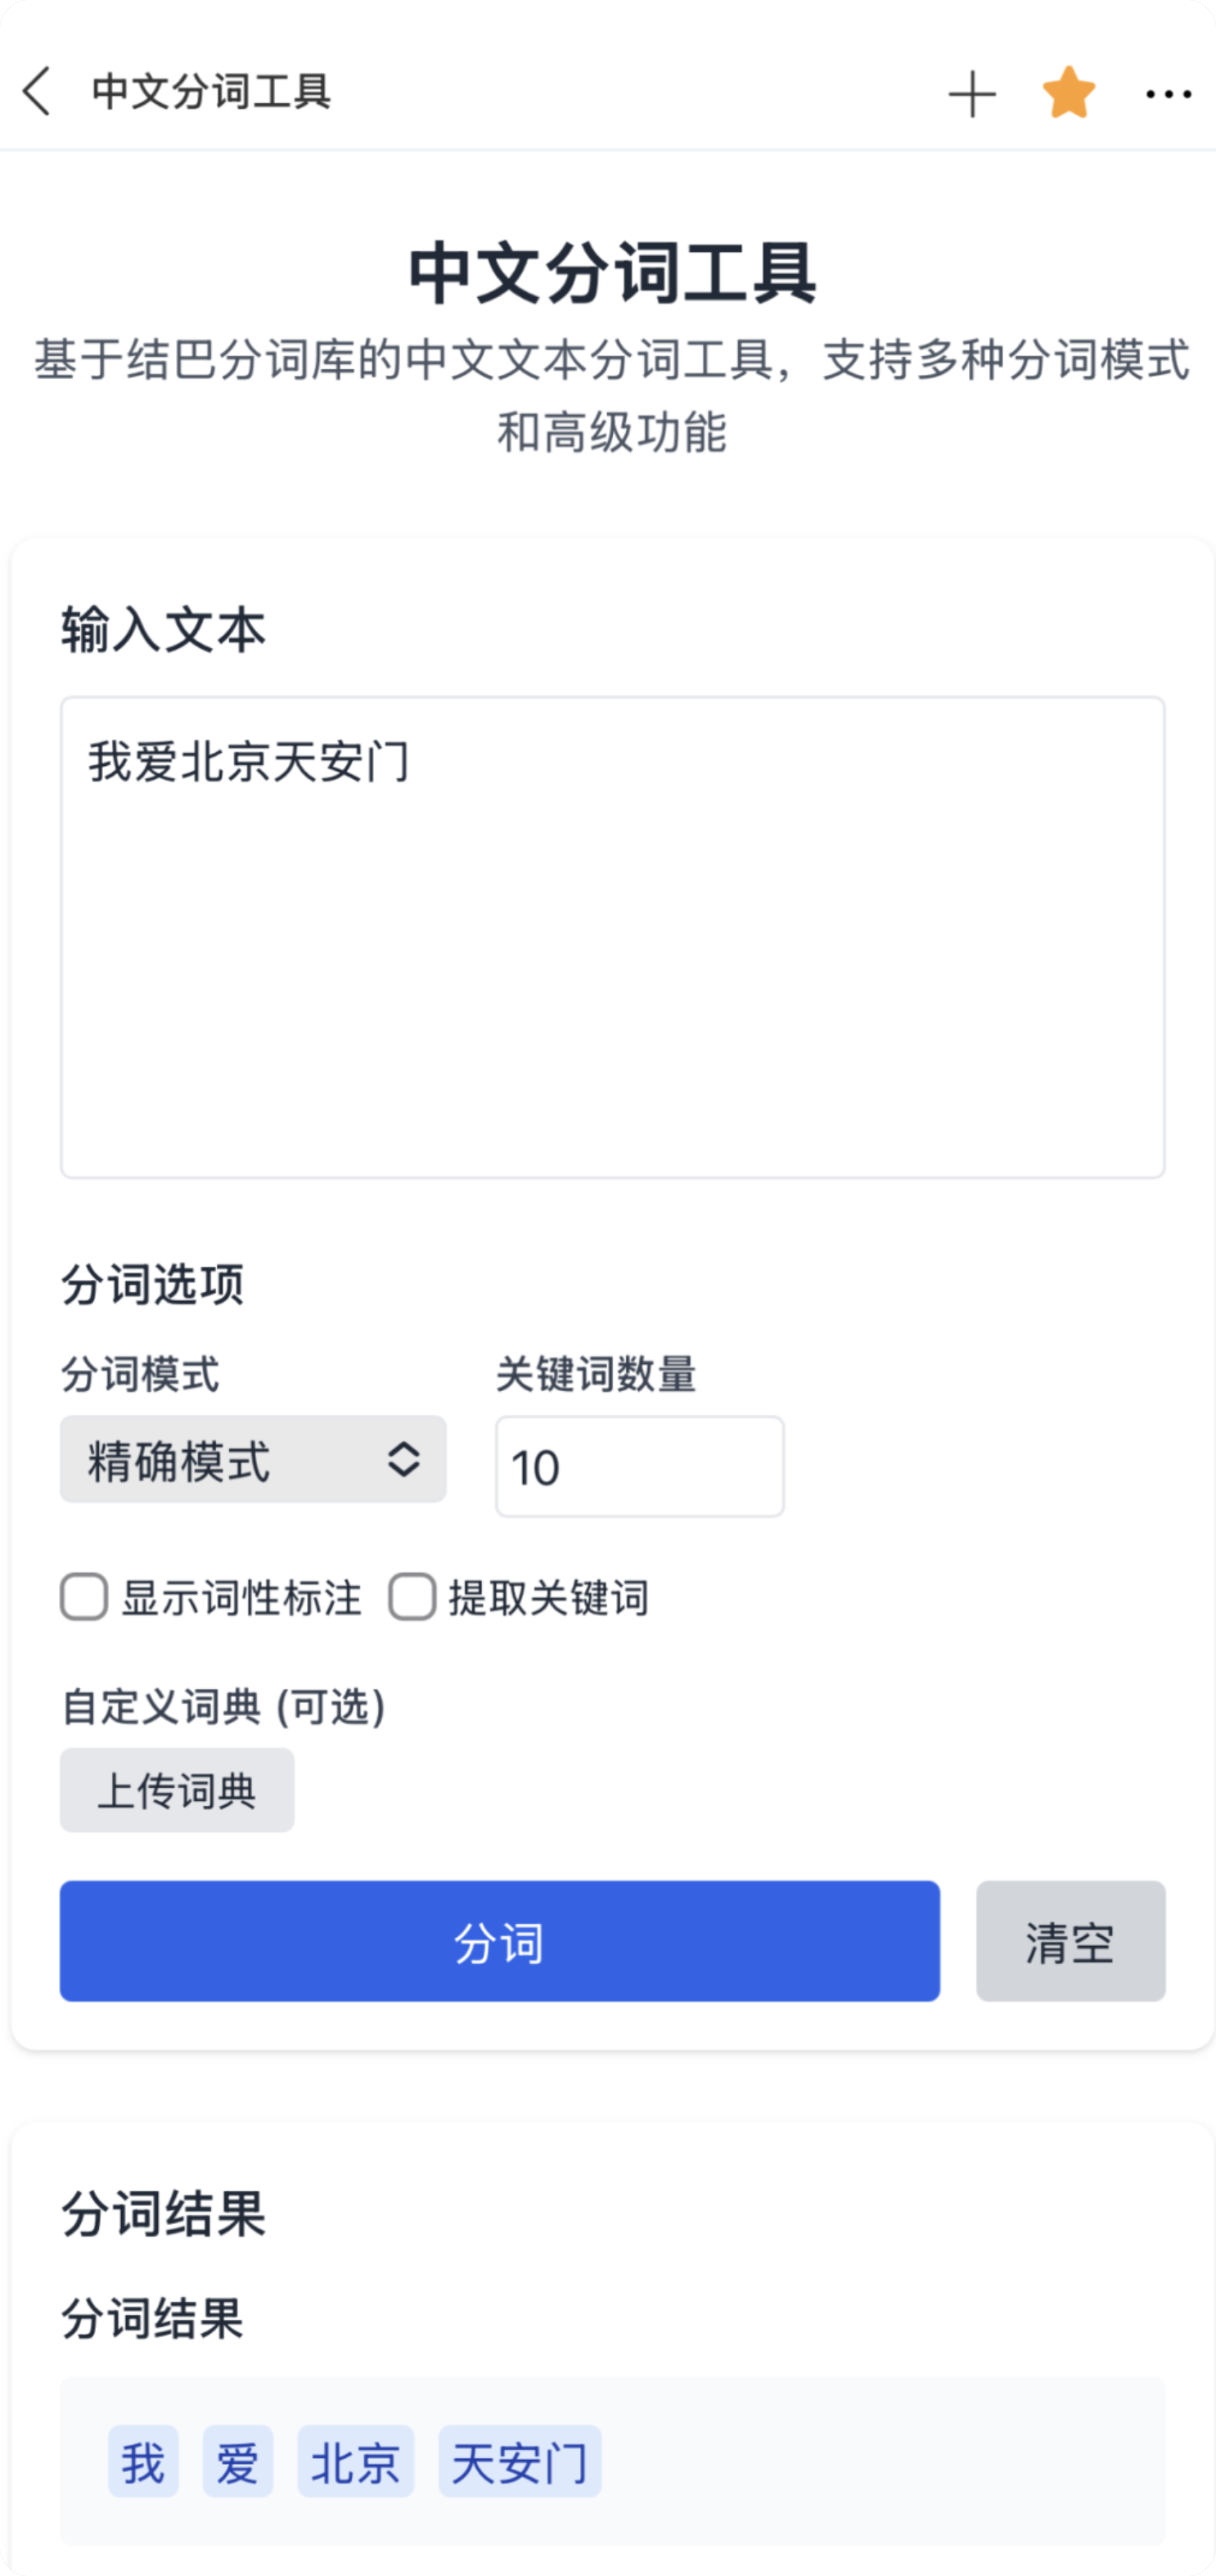 中文分词工具
中文分词工具
基于结巴分词库的中文文本分词工具，支持多种分词模式
和高级功能
输入文本
我爱北京天安门
分词选项
分词模式 关键词数量
精确模式 10
显示词性标注 提取关键词
自定义词典 (可选)
上传词典
分词 清空
分词结果
分词结果
我 爱 北京 天安门